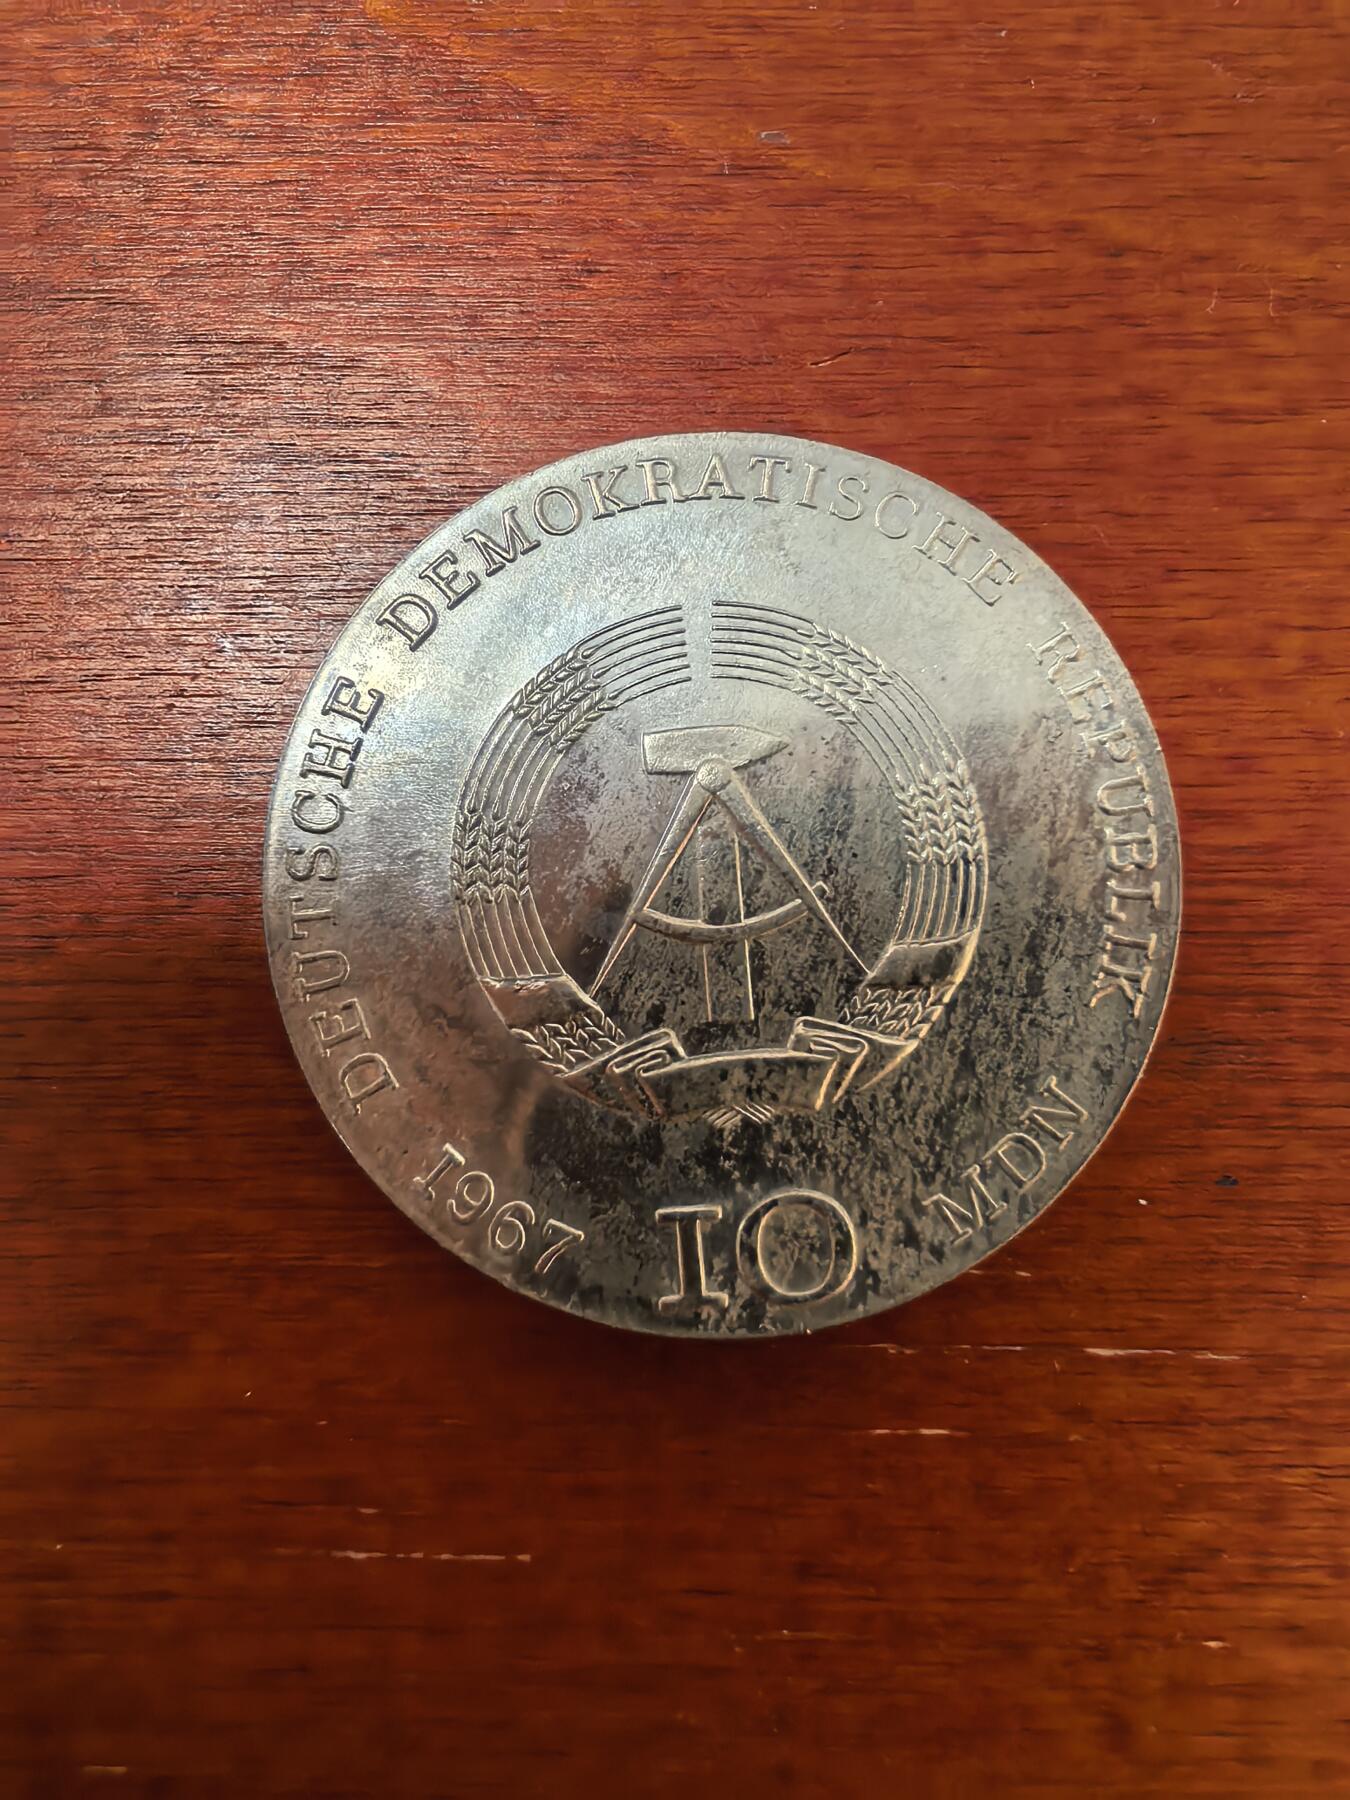 DEUTSCHE DEMOKRATISCHE REPUBLIK
1967 10 MDN